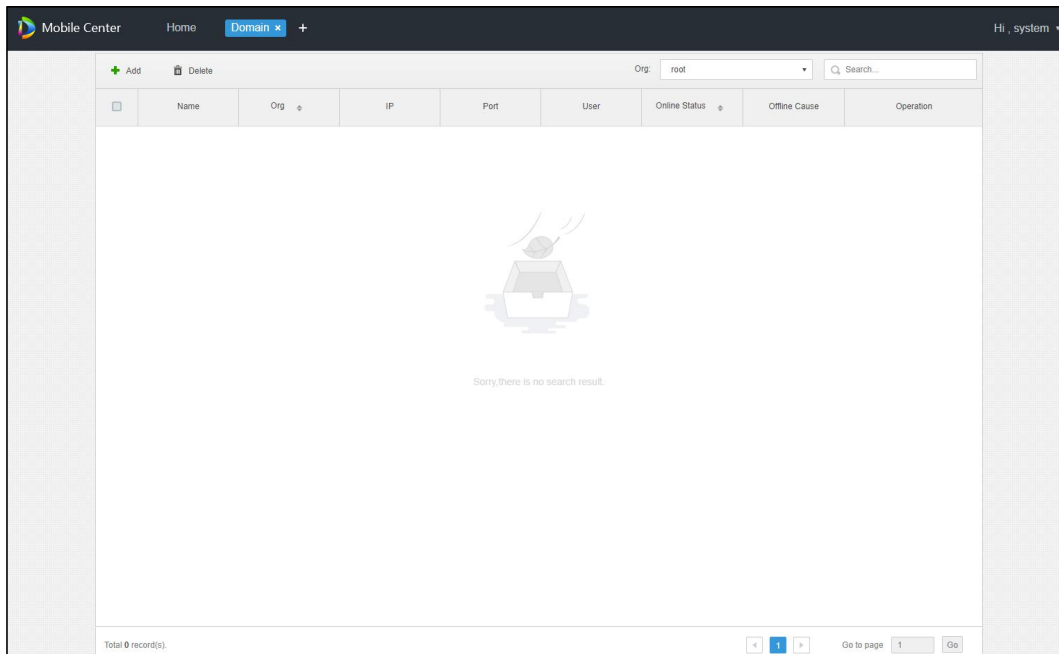 Mobile Center Home Domain × + Hi , system
Add Delete Org: root Search...
Name Org IP Port User Online Status Offline Cause Operation
Sorry,there is no search result.
Total 0 record(s). 1 Go to page 1 Go